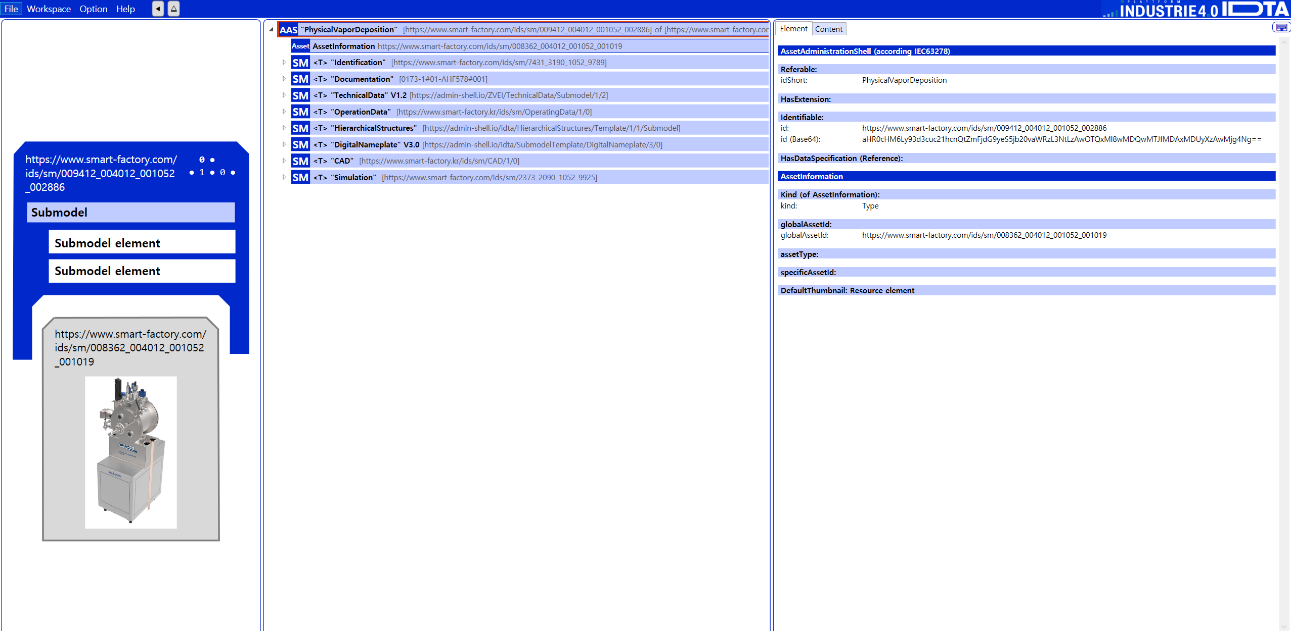 File Workspace Option Help
PLATTFORM
INDUSTRIE4.0 IDTA
https://www.smart-factory.com/
ids/sm/009412_004012_001052
_002886
Submodel
Submodel element
Submodel element
https://www.smart-factory.com/
ids/sm/008362_004012_001052
_001019
AAS "PhysicalVaporDeposition" [https://www.smart-factory.com/ids/sm/009412_004012_001052_002886] of [https://www.smart-factory.cor
Asset AssetInformation https://www.smart-factory.com/ids/sm/008362_004012_001052_001019
SM <T> "Identification" [https://www.smart-factory.com/ids/sm/7431_3190_1052_9789]
SM <T> "Documentation" [0173-1#01-AHF578#001]
SM <T> "TechnicalData" V1.2 [https://admin-shell.io/ZVEI/TechnicalData/Submodel/1/2]
SM <T> "OperationData" [https://www.smart-factory.kr/ids/sm/OperatingData/1/0]
SM <T> "HierarchicalStructures" [https://admin-shell.io/idta/HierarchicalStructures/Template/1/1/Submodel]
SM <T> "DigitalNameplate" V3.0 [https://admin-shell.io/idta/SubmodelTemplate/DigitalNameplate/3/0]
SM <T> "CAD" [https://www.smart-factory.kr/ids/sm/CAD/1/0]
SM <T> "Simulation" [https://www.smart-factory.com/ids/sm/2373_2090_1052_9925]
Element Content
AssetAdministrationShell (according IEC63278)
Referable:
idShort: PhysicalVaporDeposition
HasExtension:
Identifiable:
id: https://www.smart-factory.com/ids/sm/009412_004012_001052_002886
id (Base64):
HasDataSpecification (Reference):
AssetInformation
Kind (of AssetInformation):
kind: Type
globalAssetId:
globalAssetId: https://www.smart-factory.com/ids/sm/008362_004012_001052_001019
assetType:
specificAssetId:
DefaultThumbnail: Resource element